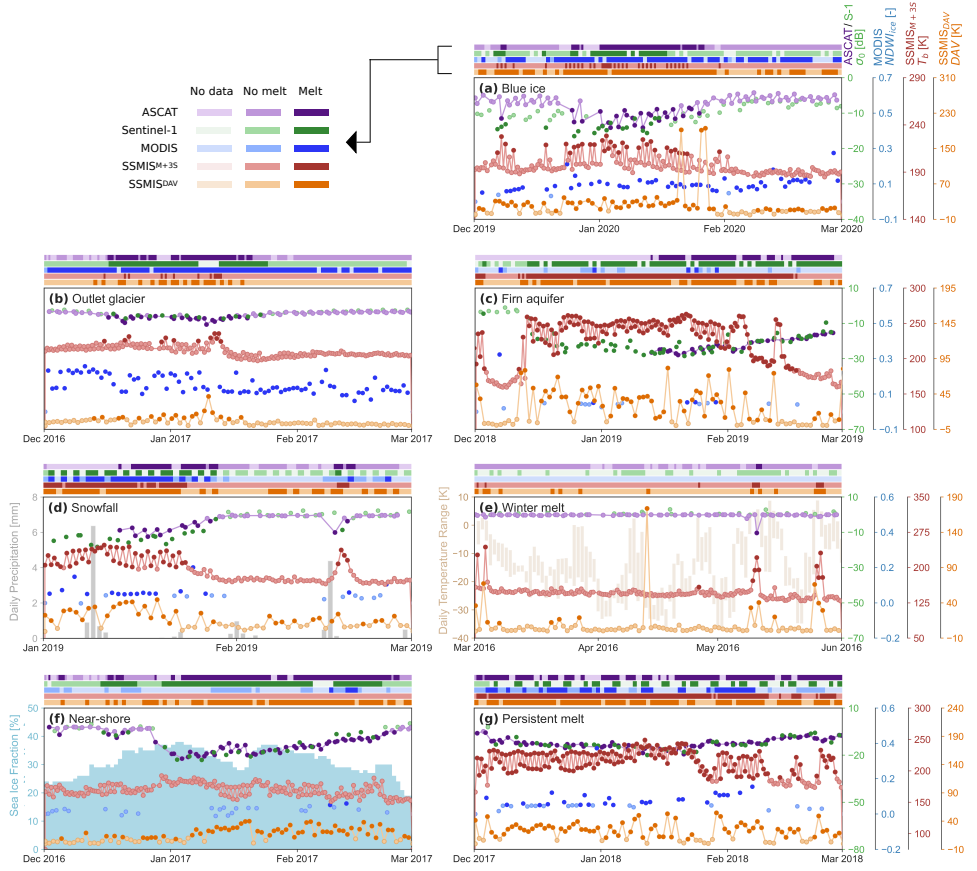 ASCAT/ S-1
σ0 [dB]
MODIS
NDWIice [-]
SSMISM+3S
Tb [K]
SSMISDAV
DAV [K]
No data No melt Melt
ASCAT
Sentinel-1
MODIS
SSMISM+3S
SSMISDAV
(a) Blue ice
0 0.7 290 310
−10 0.5 240 230
−20 0.3 190 150
−30 0.1 70
−40 −0.1 140 −10
Dec 2019 Jan 2020 Feb 2020 Mar 2020
(b) Outlet glacier
Dec 2016 Jan 2017 Feb 2017 Mar 2017
(c) Firn aquifer
10 0.7 300 195
−10 0.5 250 145
−30 0.3 200 95
−50 0.1 150 45
−70 −0.1 100 −5
Dec 2018 Jan 2019 Feb 2019 Mar 2019
(d) Snowfall
Daily Precipitation [mm]
8
6
4
2
0
Jan 2019 Feb 2019 Mar 2019
(e) Winter melt
Daily Temperature Range [K]
10
0
−10
−20
−30
−40
10 0.6 350 190
−10 0.4 275 140
−30 0.2 200 90
−50 0.0 125 40
−70 −0.2 50 −10
Mar 2016 Apr 2016 May 2016 Jun 2016
(f) Near-shore
Sea Ice Fraction [%]
50
40
30
20
10
0
Dec 2016 Jan 2017 Feb 2017 Mar 2017
(g) Persistent melt
10 0.6 300 240
190
−20 0.4 250
140
0.2 200
−50 90
0.0 150
40
100
−80 −0.2 −10
Dec 2017 Jan 2018 Feb 2018 Mar 2018